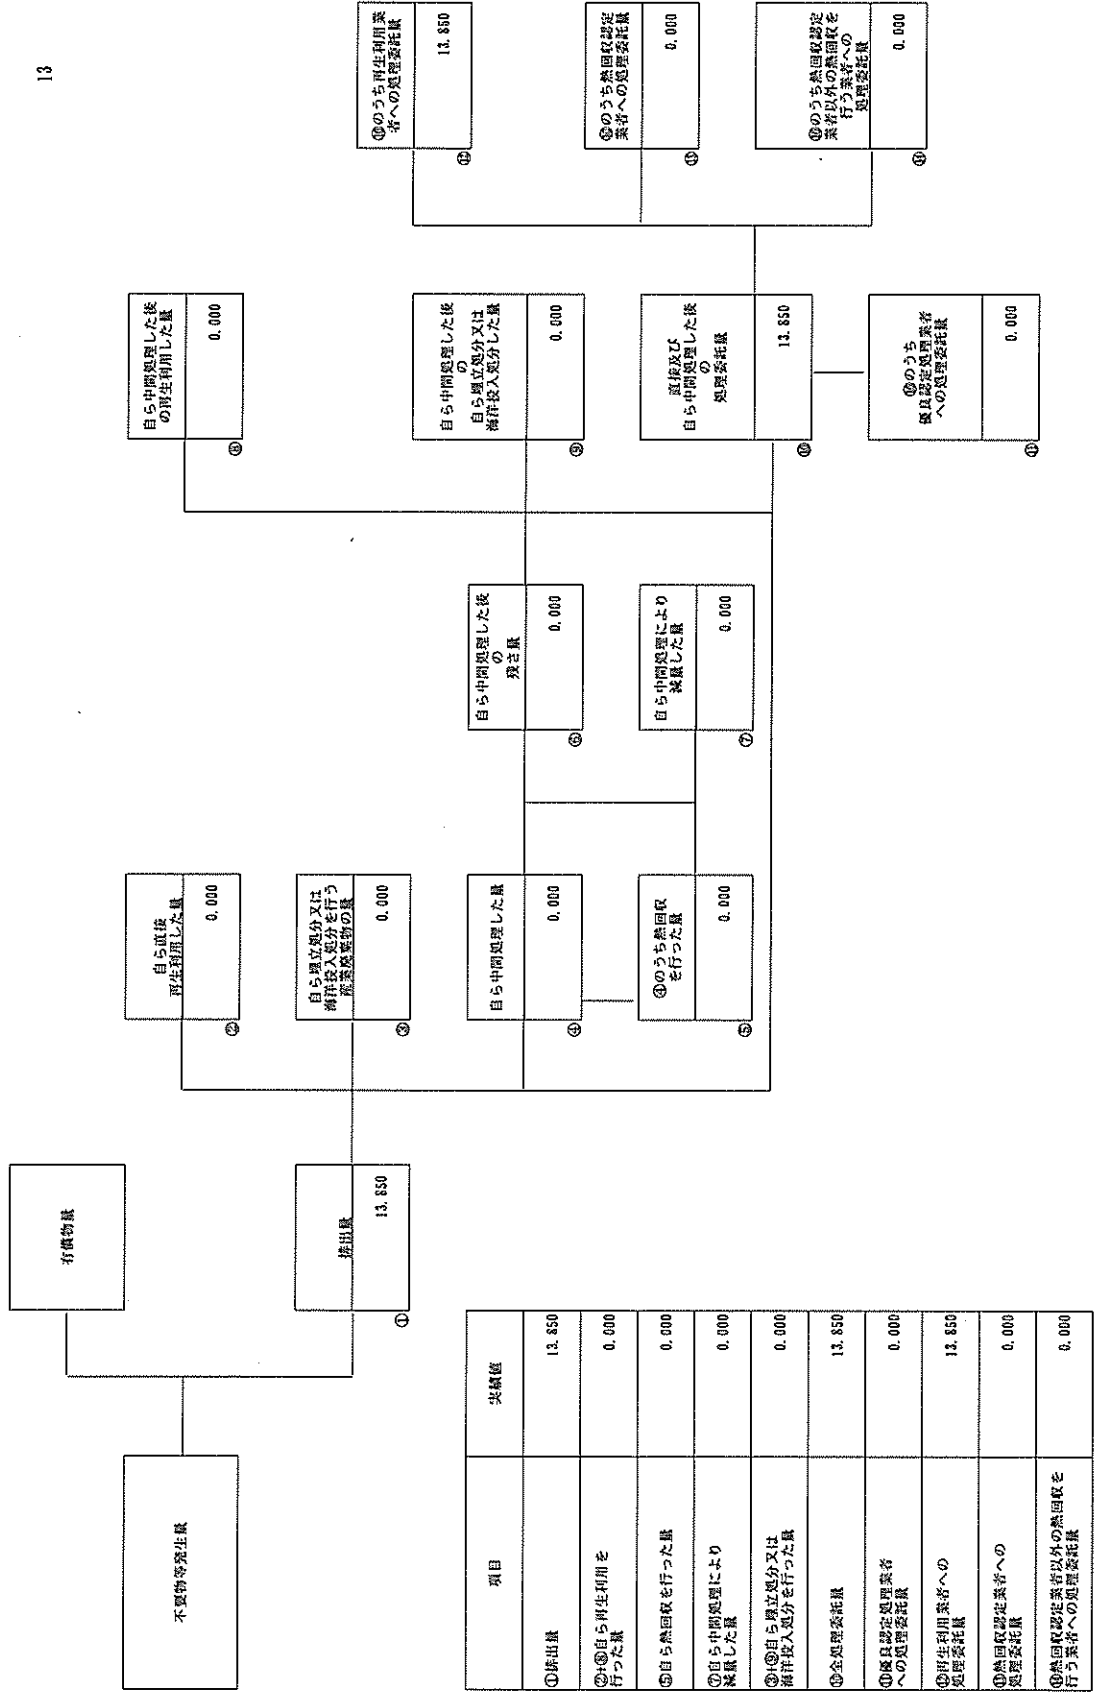 13
不要物等発生量
有償物量
排出量
13.850
①
自ら直接
再生利用した量
0.000
②
自ら埋立処分又は
海洋投入処分を行う
産業廃棄物の量
0.000
③
自ら中間処理した量
0.000
④
④のうち熱回収
を行った量
0.000
⑤
自ら中間処理した後
の
残さ量
0.000
⑥
自ら中間処理により
減量した量
0.000
⑦
自ら中間処理した後
の再生利用した量
0.000
⑧
自ら中間処理した後
の
自ら埋立処分又は
海洋投入処分した量
0.000
⑨
直接及び
自ら中間処理した後
の
処理委託量
13.850
⑩
⑩のうち
優良認定処理業者
への処理委託量
0.000
⑪
⑩のうち再生利用業
者への処理委託量
13.850
⑫
⑩のうち熱回収認定
業者への処理委託量
0.000
⑬
⑩のうち熱回収認定
業者以外の熱回収を
行う業者への
処理委託量
0.000
⑭
項目 実績値
①排出量 13.850
②+⑧自ら再生利用を
行った量 0.000
⑤自ら熱回収を行った量 0.000
⑦自ら中間処理により
減量した量 0.000
③+⑨自ら埋立処分又は
海洋投入処分を行った量 0.000
⑩全処理委託量 13.850
⑪優良認定処理業者
への処理委託量 0.000
⑫再生利用業者への
処理委託量 13.850
⑬熱回収認定業者への
処理委託量 0.000
⑭熱回収認定業者以外の熱回収を
行う業者への処理委託量 0.000